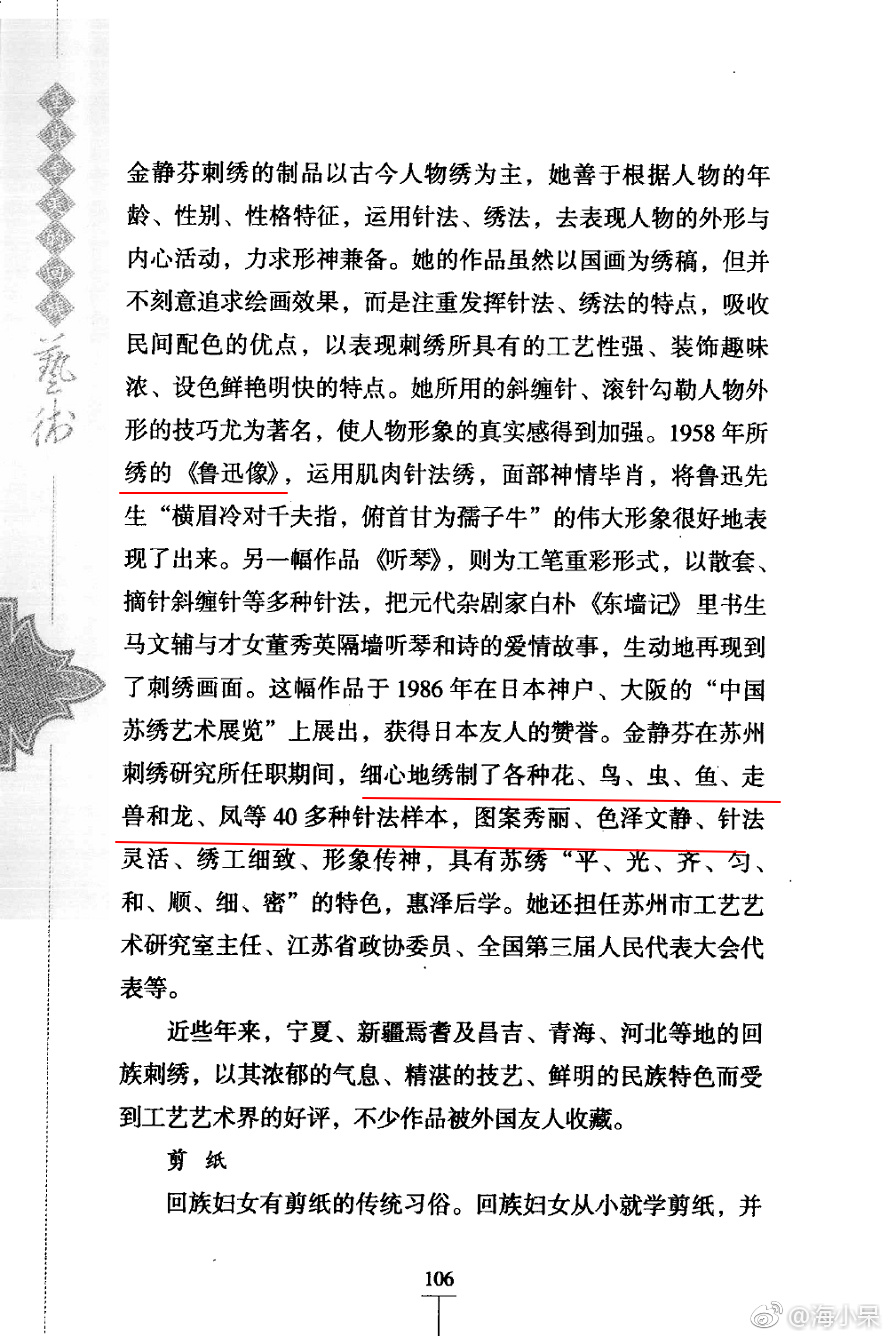 艺术
金静芬刺绣的制品以古今人物绣为主，她善于根据人物的年
龄、性别、性格特征，运用针法、绣法，去表现人物的外形与
内心活动，力求形神兼备。她的作品虽然以国画为绣稿，但并
不刻意追求绘画效果，而是注重发挥针法、绣法的特点，吸收
民间配色的优点，以表现刺绣所具有的工艺性强、装饰趣味
浓、设色鲜艳明快的特点。她所用的斜缠针、滚针勾勒人物外
形的技巧尤为著名，使人物形象的真实感得到加强。1958 年所
绣的《鲁迅像》，运用肌肉针法绣，面部神情毕肖，将鲁迅先
生“横眉冷对千夫指，俯首甘为孺子牛”的伟大形象很好地表
现了出来。另一幅作品《听琴》，则为工笔重彩形式，以散套、
摘针斜缠针等多种针法，把元代杂剧家白朴《东墙记》里书生
马文辅与才女董秀英隔墙听琴和诗的爱情故事，生动地再现到
了刺绣画面。这幅作品于 1986 年在日本神户、大阪的“中国
苏绣艺术展览”上展出，获得日本友人的赞誉。金静芬在苏州
刺绣研究所任职期间，细心地绣制了各种花、鸟、虫、鱼、走
兽和龙、凤等 40 多种针法样本，图案秀丽、色泽文静、针法
灵活、绣工细致、形象传神，具有苏绣“平、光、齐、匀、
和、顺、细、密”的特色，惠泽后学。她还担任苏州市工艺艺
术研究室主任、江苏省政协委员、全国第三届人民代表大会代
表等。
近些年来，宁夏、新疆焉耆及昌吉、青海、河北等地的回
族刺绣，以其浓郁的气息、精湛的技艺、鲜明的民族特色而受
到工艺艺术界的好评，不少作品被外国友人收藏。
剪 纸
回族妇女有剪纸的传统习俗。回族妇女从小就学剪纸，并
106
@海小呆